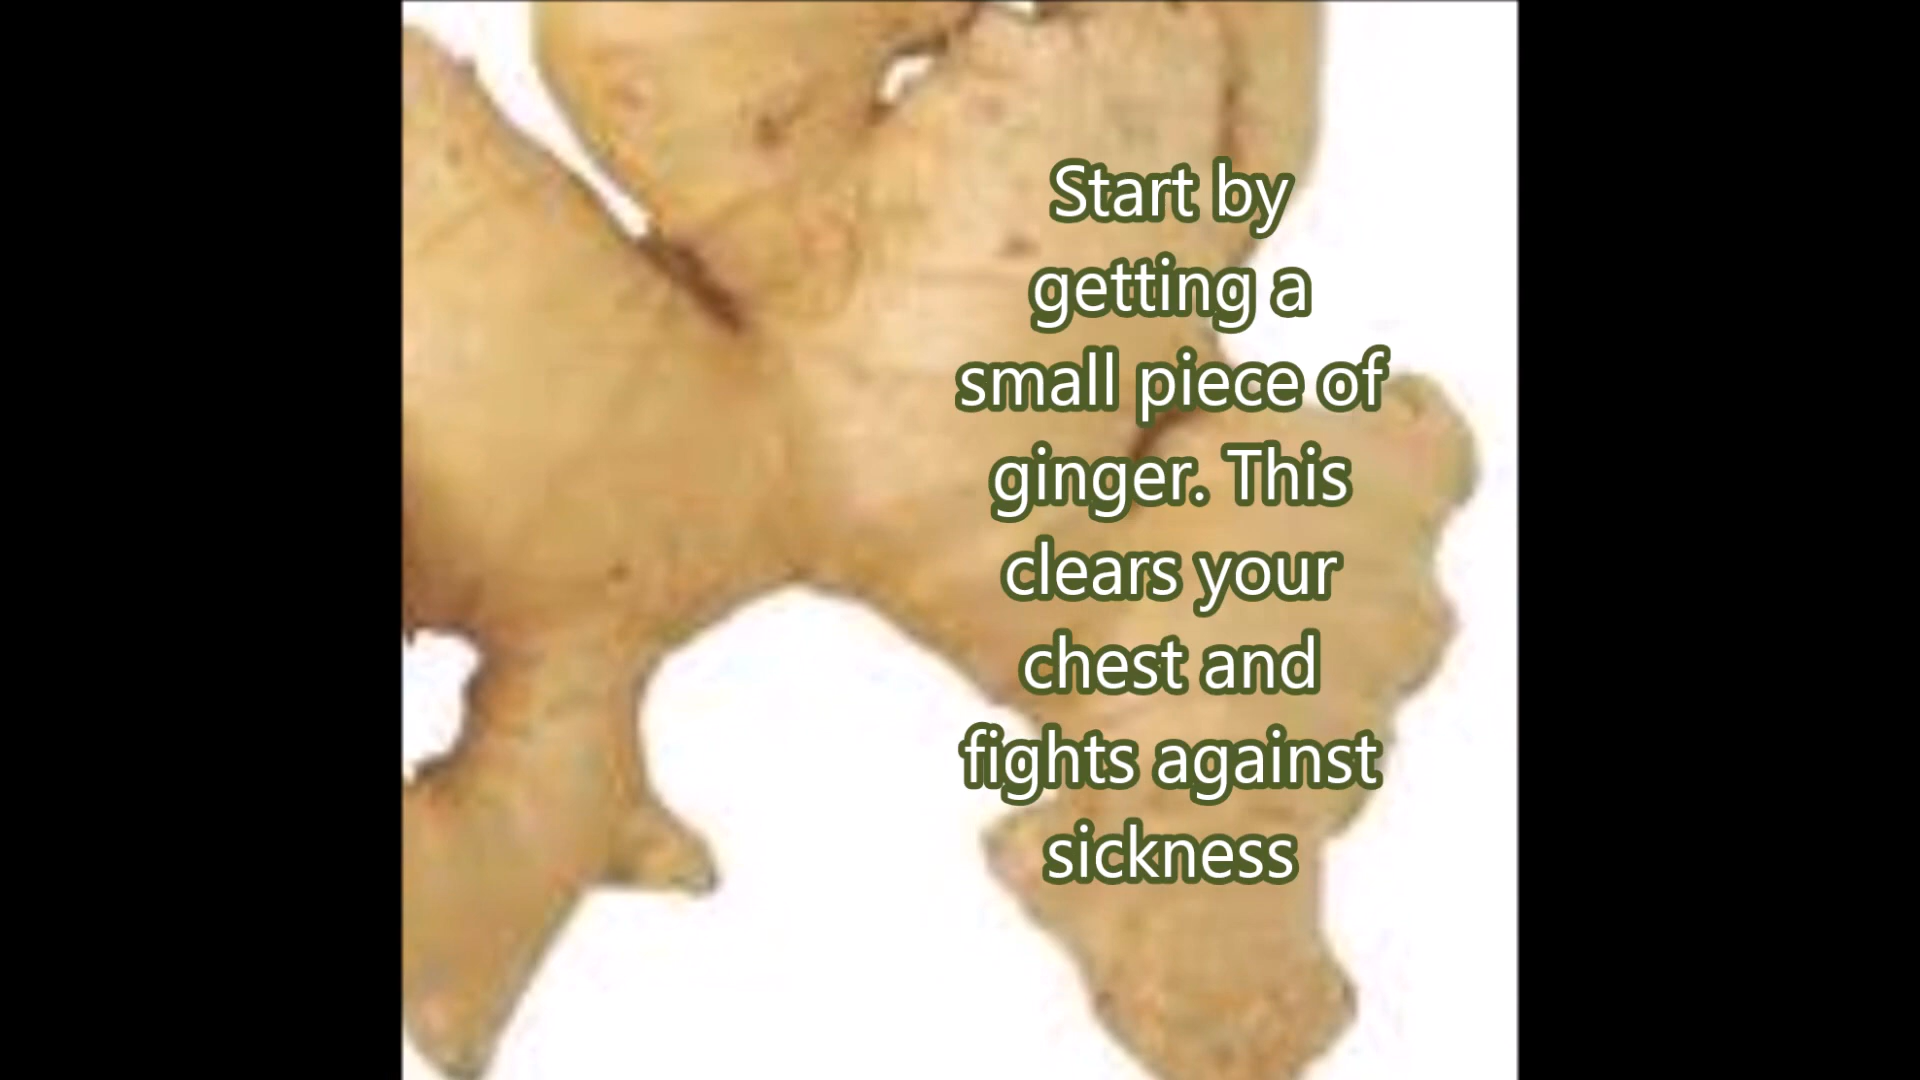 Start by
getting a
small piece of
ginger. This
clears your
chest and
fights against
sickness